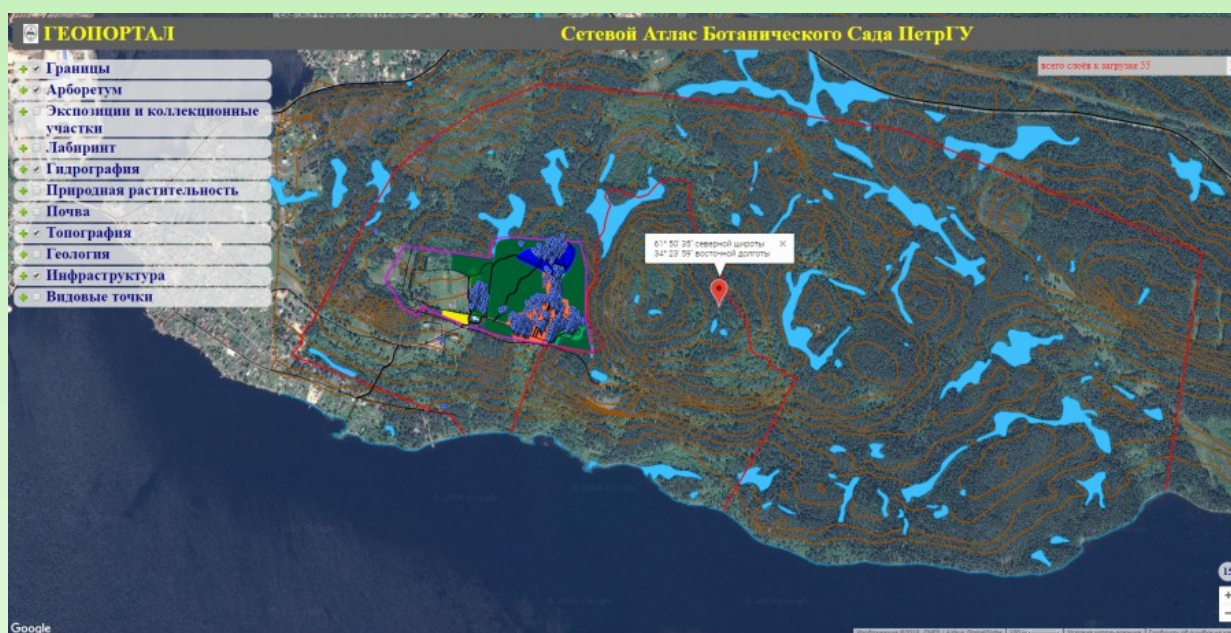 ГЕОПОРТАЛ
Сетевой Атлас Ботанического Сада ПетрГУ
всего слоёв к загрузке 55
Границы
Арборетум
Экспозиции и коллекционные
участки
Лабиринт
Гидрография
Природная растительность
Почва
Топография
Геология
Инфраструктура
Видовые точки
61° 50' 35" северной широты
34° 23' 59" восточной долготы
15
Google